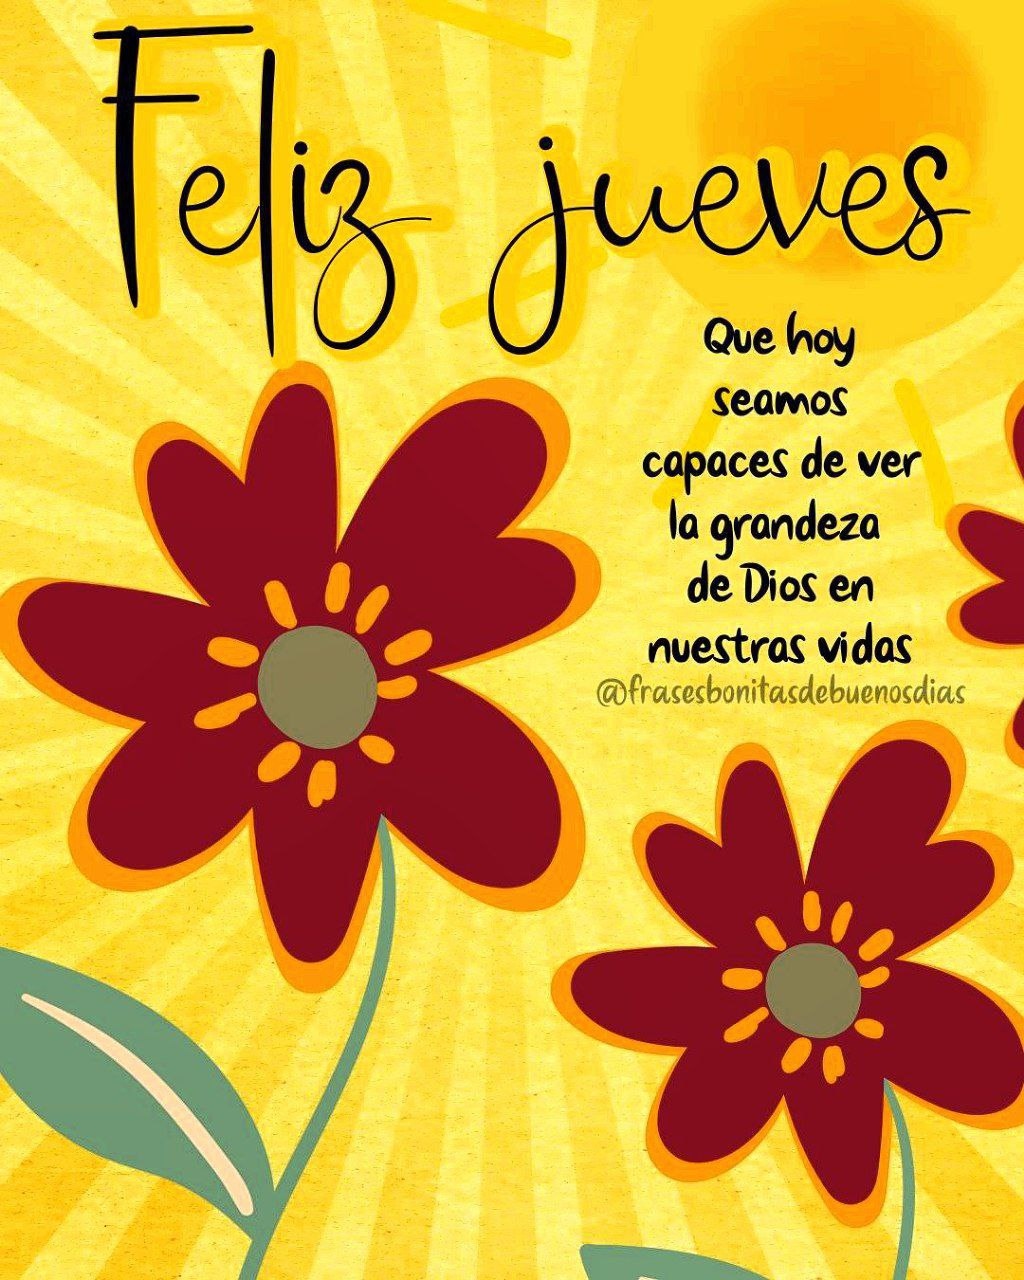 Feliz jueves
Que hoy
seamos
capaces de ver
la grandeza
de Dios en
nuestras vidas
@frasesbonitasdebuenosdias